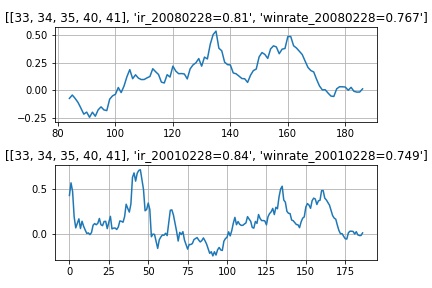 [[33, 34, 35, 40, 41], 'ir_20080228=0.81', 'winrate_20080228=0.767']
0.50
0.25
0.00
−0.25
80 100 120 140 160 180
[[33, 34, 35, 40, 41], 'ir_20010228=0.84', 'winrate_20010228=0.749']
0.5
0.0
0 25 50 75 100 125 150 175